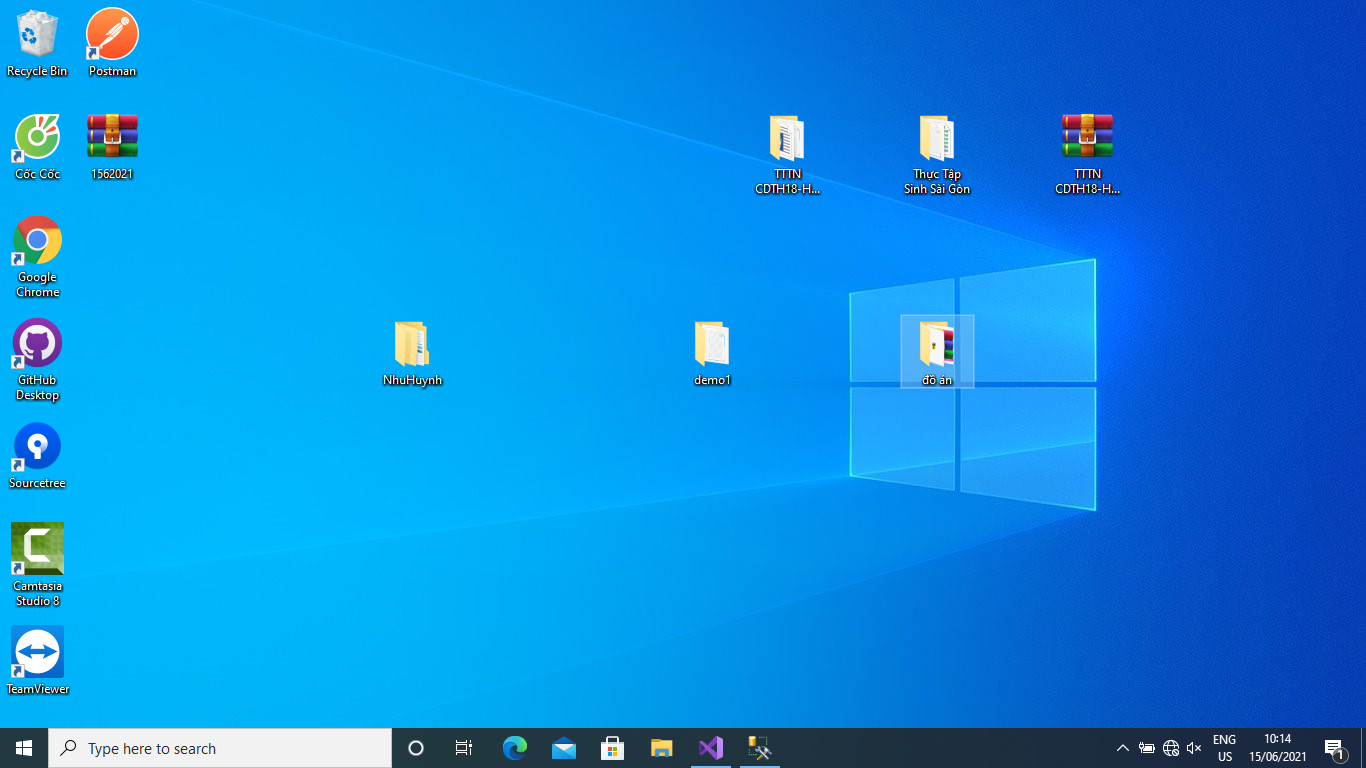 Recycle Bin
Postman
Cốc Cốc
1562021
Google
Chrome
GitHub
Desktop
Sourcetree
Camtasia
Studio 8
TeamViewer
TTTN
CDTH18-H...
Thực Tập
Sinh Sài Gòn
TTTN
CDTH18-H...
NhuHuynh
demo1
đồ án
Type here to search
ENG
US
10:14
15/06/2021
1